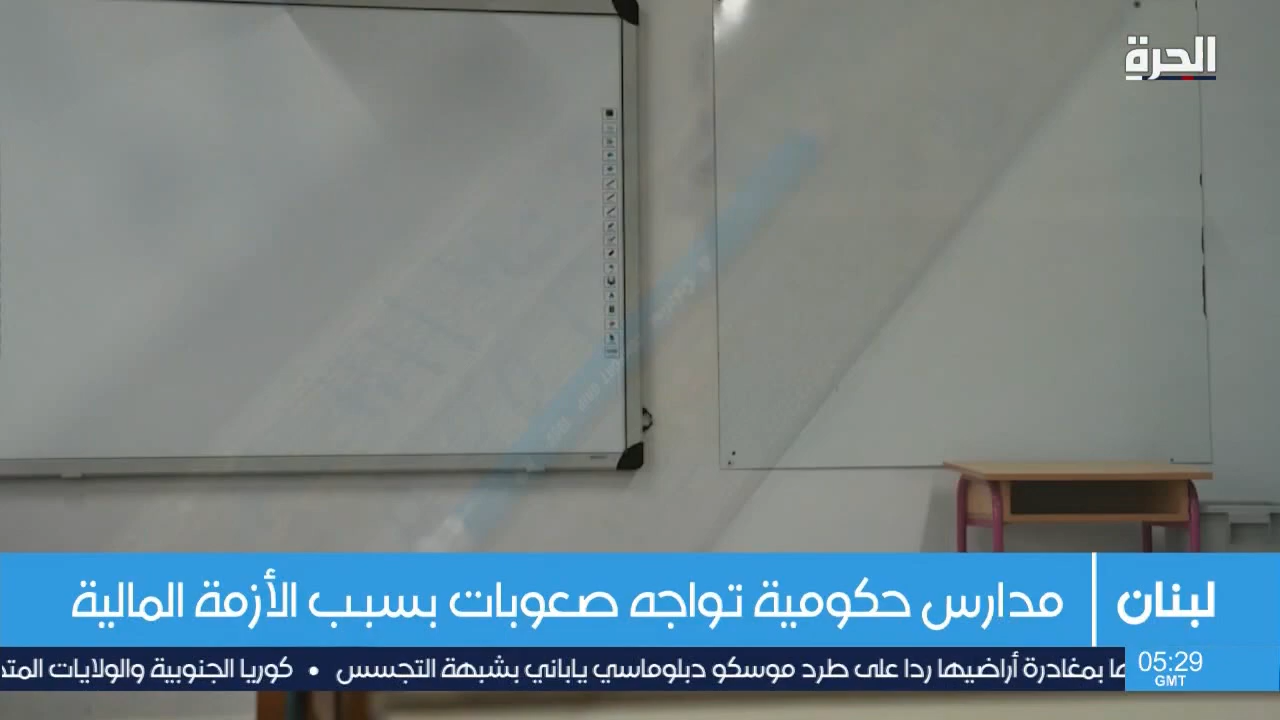 الحرة
لبنان
مدارس حكومية تواجه صعوبات بسبب الأزمة المالية
بمغادرة أراضيها ردا على طرد موسكو دبلوماسي ياباني بشبهة التجسس • كوريا الجنوبية والولايات
05:29
GMT